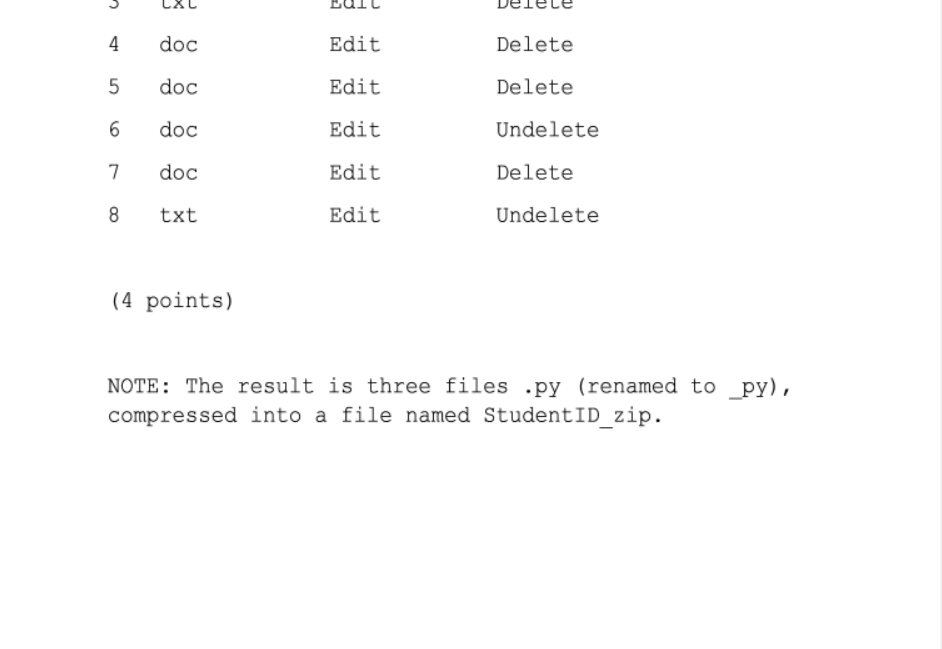 3 txt Edit Delete
4 doc Edit Delete
5 doc Edit Delete
6 doc Edit Undelete
7 doc Edit Delete
8 txt Edit Undelete
(4 points)
NOTE: The result is three files .py (renamed to _py),
compressed into a file named StudentID_zip.